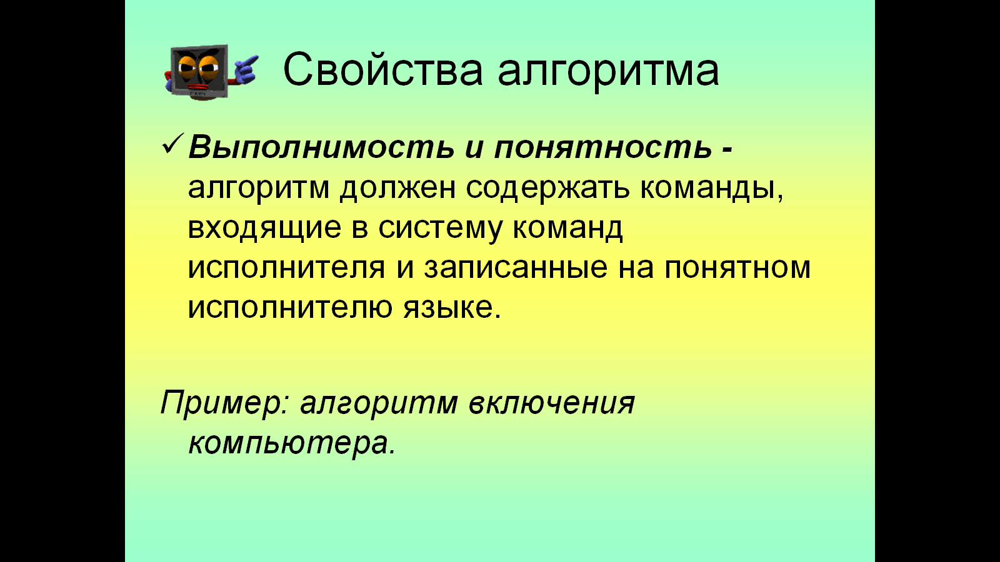 Свойства алгоритма
✓ Выполнимость и понятность -
алгоритм должен содержать команды,
входящие в систему команд
исполнителя и записанные на понятном
исполнителю языке.
Пример: алгоритм включения
компьютера.